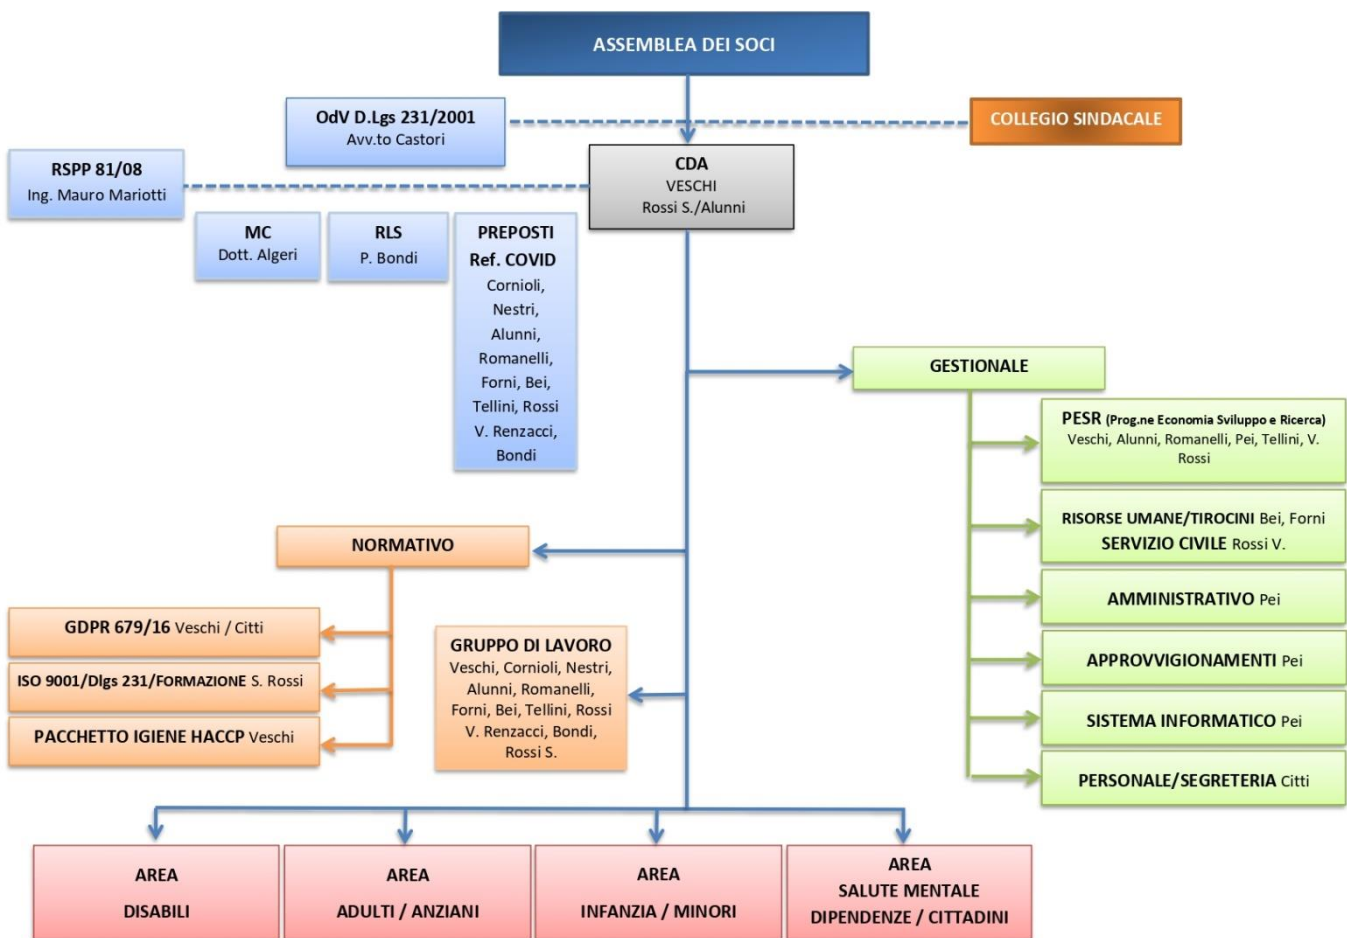 ASSEMBLEA DEI SOCI
OdV D.Lgs 231/2001
Avv.to Castori
COLLEGIO SINDACALE
RSPP 81/08
Ing. Mauro Mariotti
CDA
VESCHI
Rossi S./Alunni
MC
Dott. Algeri
RLS
P. Bondi
PREPOSTI
Ref. COVID
Cornioli,
Nestri,
Alunni,
Romanelli,
Forni, Bei,
Tellini, Rossi
V. Renzacci,
Bondi
GESTIONALE
PESR (Prog.ne Economia Sviluppo e Ricerca)
Veschi, Alunni, Romanelli, Pei, Tellini, V.
Rossi
RISORSE UMANE/TIROCINI Bei, Forni
SERVIZIO CIVILE Rossi V.
AMMINISTRATIVO Pei
APPROVVIGIONAMENTI Pei
SISTEMA INFORMATICO Pei
PERSONALE/SEGRETERIA Citti
NORMATIVO
GDPR 679/16 Veschi / Citti
ISO 9001/Dlgs 231/FORMAZIONE S. Rossi
PACCHETTO IGIENE HACCP Veschi
GRUPPO DI LAVORO
Veschi, Cornioli, Nestri,
Alunni, Romanelli,
Forni, Bei, Tellini, Rossi
V. Renzacci, Bondi,
Rossi S.
AREA
DISABILI
AREA
ADULTI / ANZIANI
AREA
INFANZIA / MINORI
AREA
SALUTE MENTALE
DIPENDENZE / CITTADINI